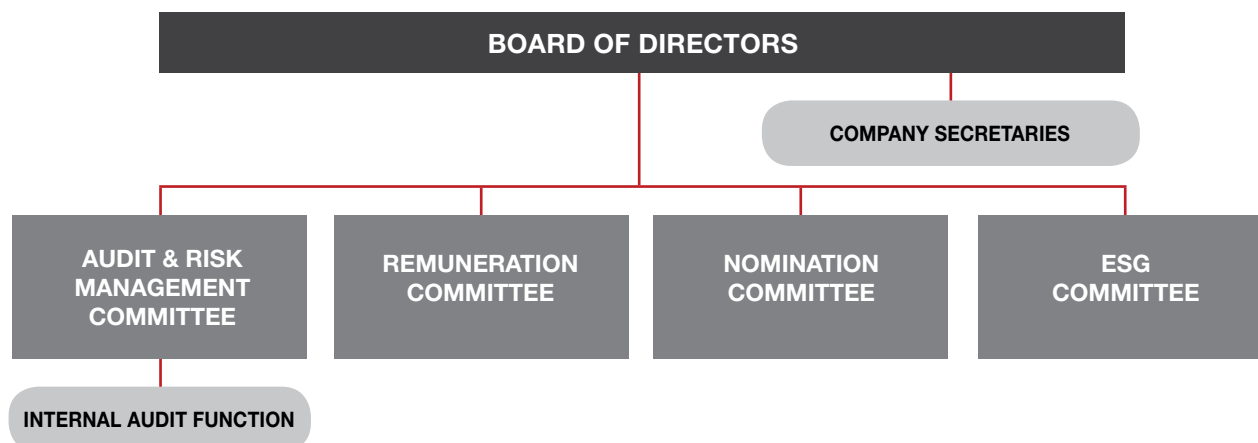 BOARD OF DIRECTORS
COMPANY SECRETARIES
AUDIT & RISK
MANAGEMENT
COMMITTEE
REMUNERATION
COMMITTEE
NOMINATION
COMMITTEE
ESG
COMMITTEE
INTERNAL AUDIT FUNCTION